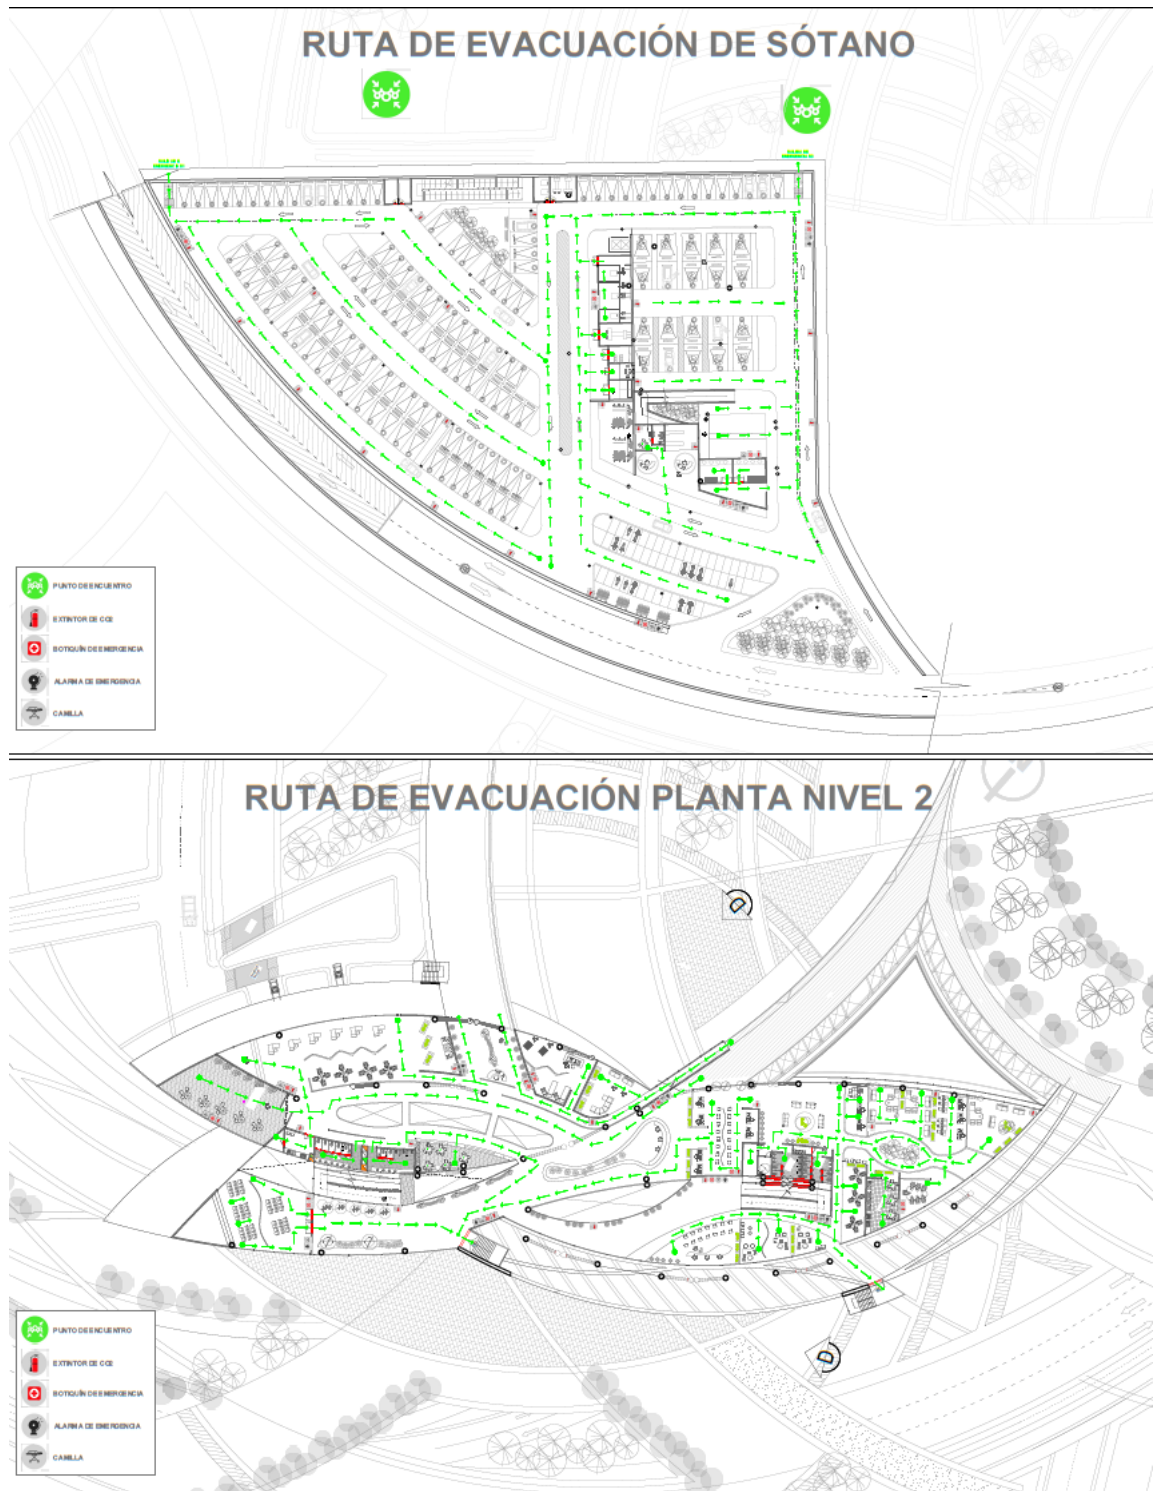 RUTA DE EVACUACIÓN DE SÓTANO
PUNTO DE ENCUENTRO
EXTINTOR DE CO2
BOTIQUÍN DE EMERGENCIA
ALARMA DE EMERGENCIA
CAMILLA
RUTA DE EVACUACIÓN PLANTA NIVEL 2
D
D
PUNTO DE ENCUENTRO
EXTINTOR DE CO2
BOTIQUÍN DE EMERGENCIA
ALARMA DE EMERGENCIA
CAMILLA